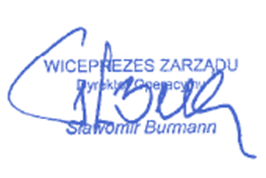 WICEPREZES ZARZĄDU
Dyrektor Operacyjny
Sławomir Burmann